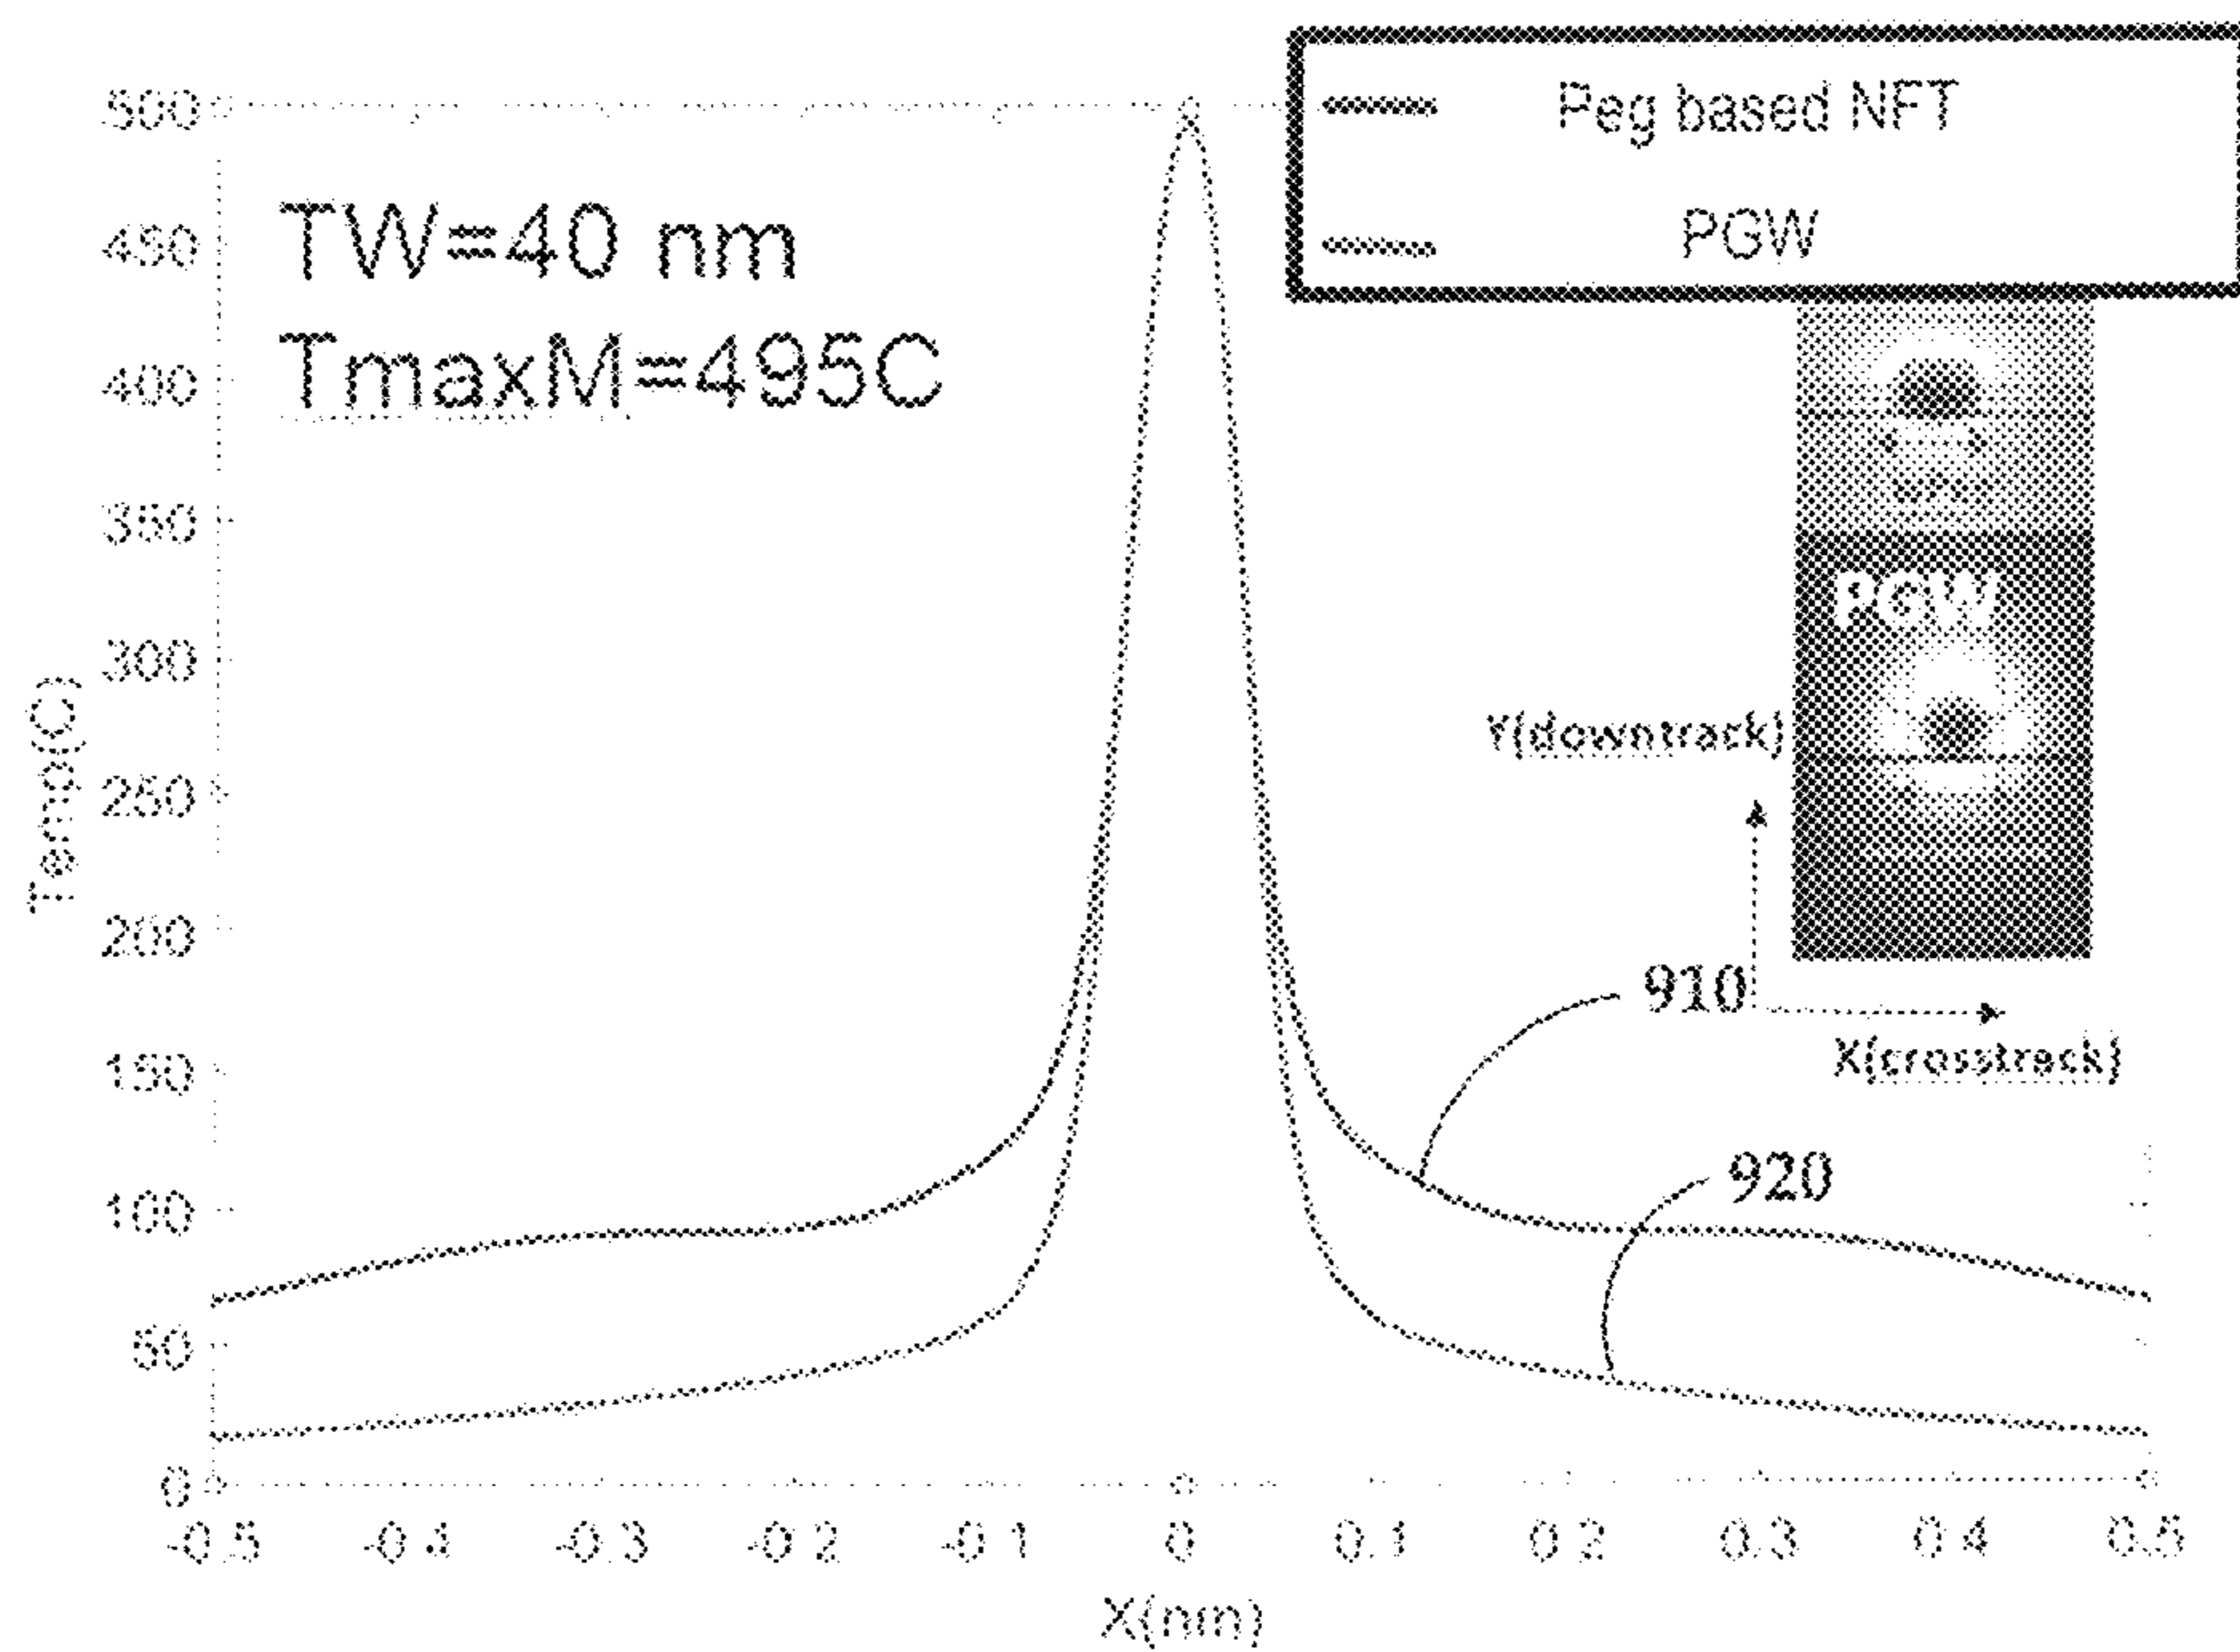 Peg based NFT
PGW
TW=40 nm
TmaxM=495C
500
450
400
350
300
250
200
150
100
50
0
Temp(C)
PGW
Y(downtrack)
910
X(crosstrack)
920
-0.5 -0.4 -0.3 -0.2 -0.1 0 0.1 0.2 0.3 0.4 0.5
X(nm)